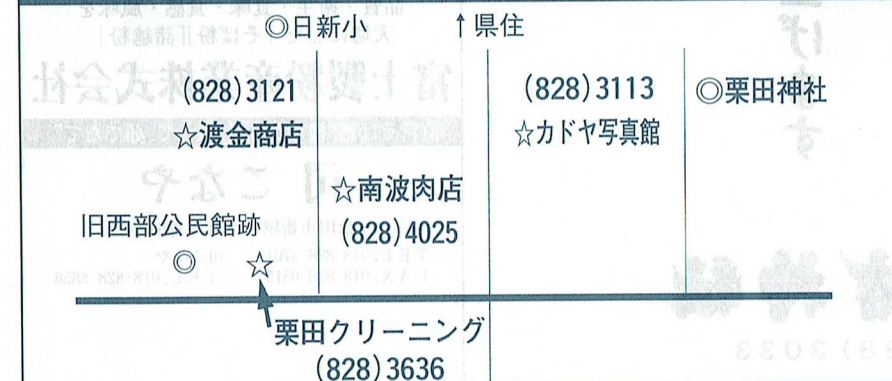 ◎日新小
↑県住
(828)3121
☆渡金商店
(828)3113
☆カドヤ写真館
◎栗田神社
☆南波肉店
(828)4025
旧西部公民館跡
◎
☆
栗田クリーニング
(828)3636